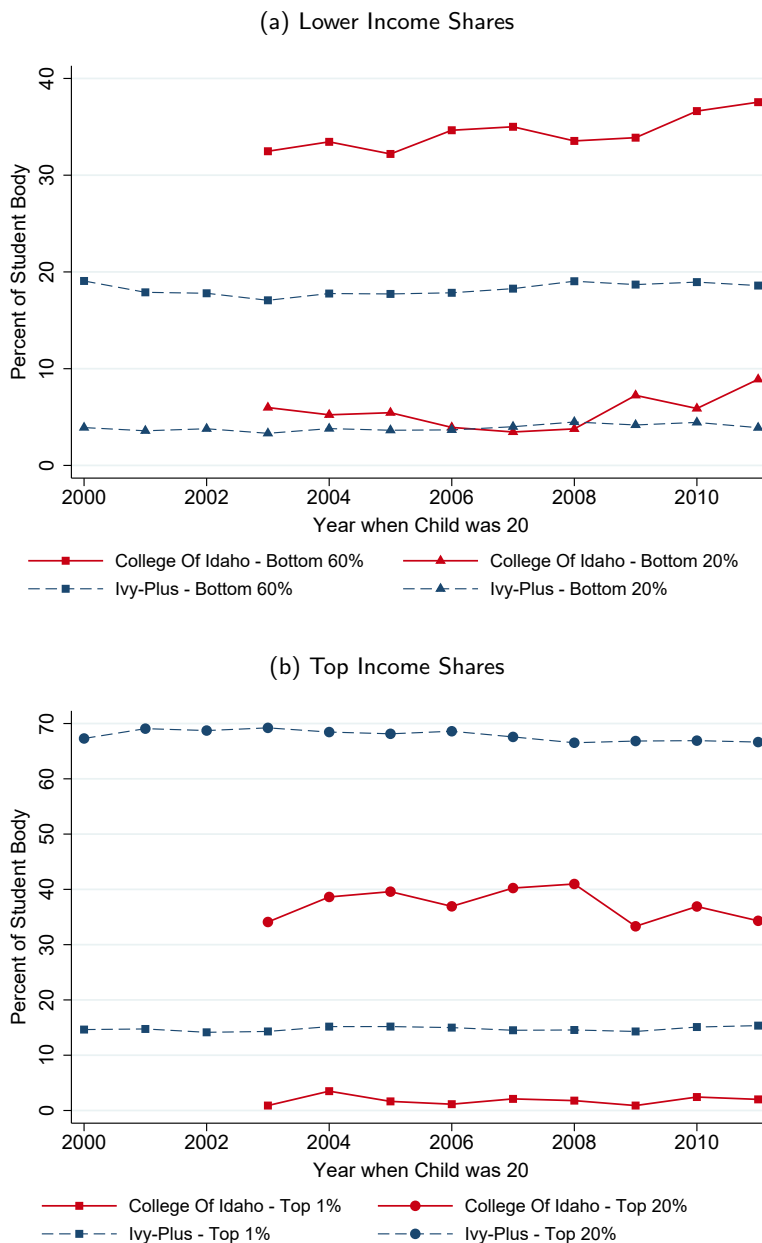 (a) Lower Income Shares
Percent of Student Body
40
30
20
10
0
2000 2002 2004 2006 2008 2010
Year when Child was 20
College Of Idaho - Bottom 60% College Of Idaho - Bottom 20%
Ivy-Plus - Bottom 60% Ivy-Plus - Bottom 20%
(b) Top Income Shares
Percent of Student Body
70
60
50
40
30
20
10
0
2000 2002 2004 2006 2008 2010
Year when Child was 20
College Of Idaho - Top 1% College Of Idaho - Top 20%
Ivy-Plus - Top 1% Ivy-Plus - Top 20%